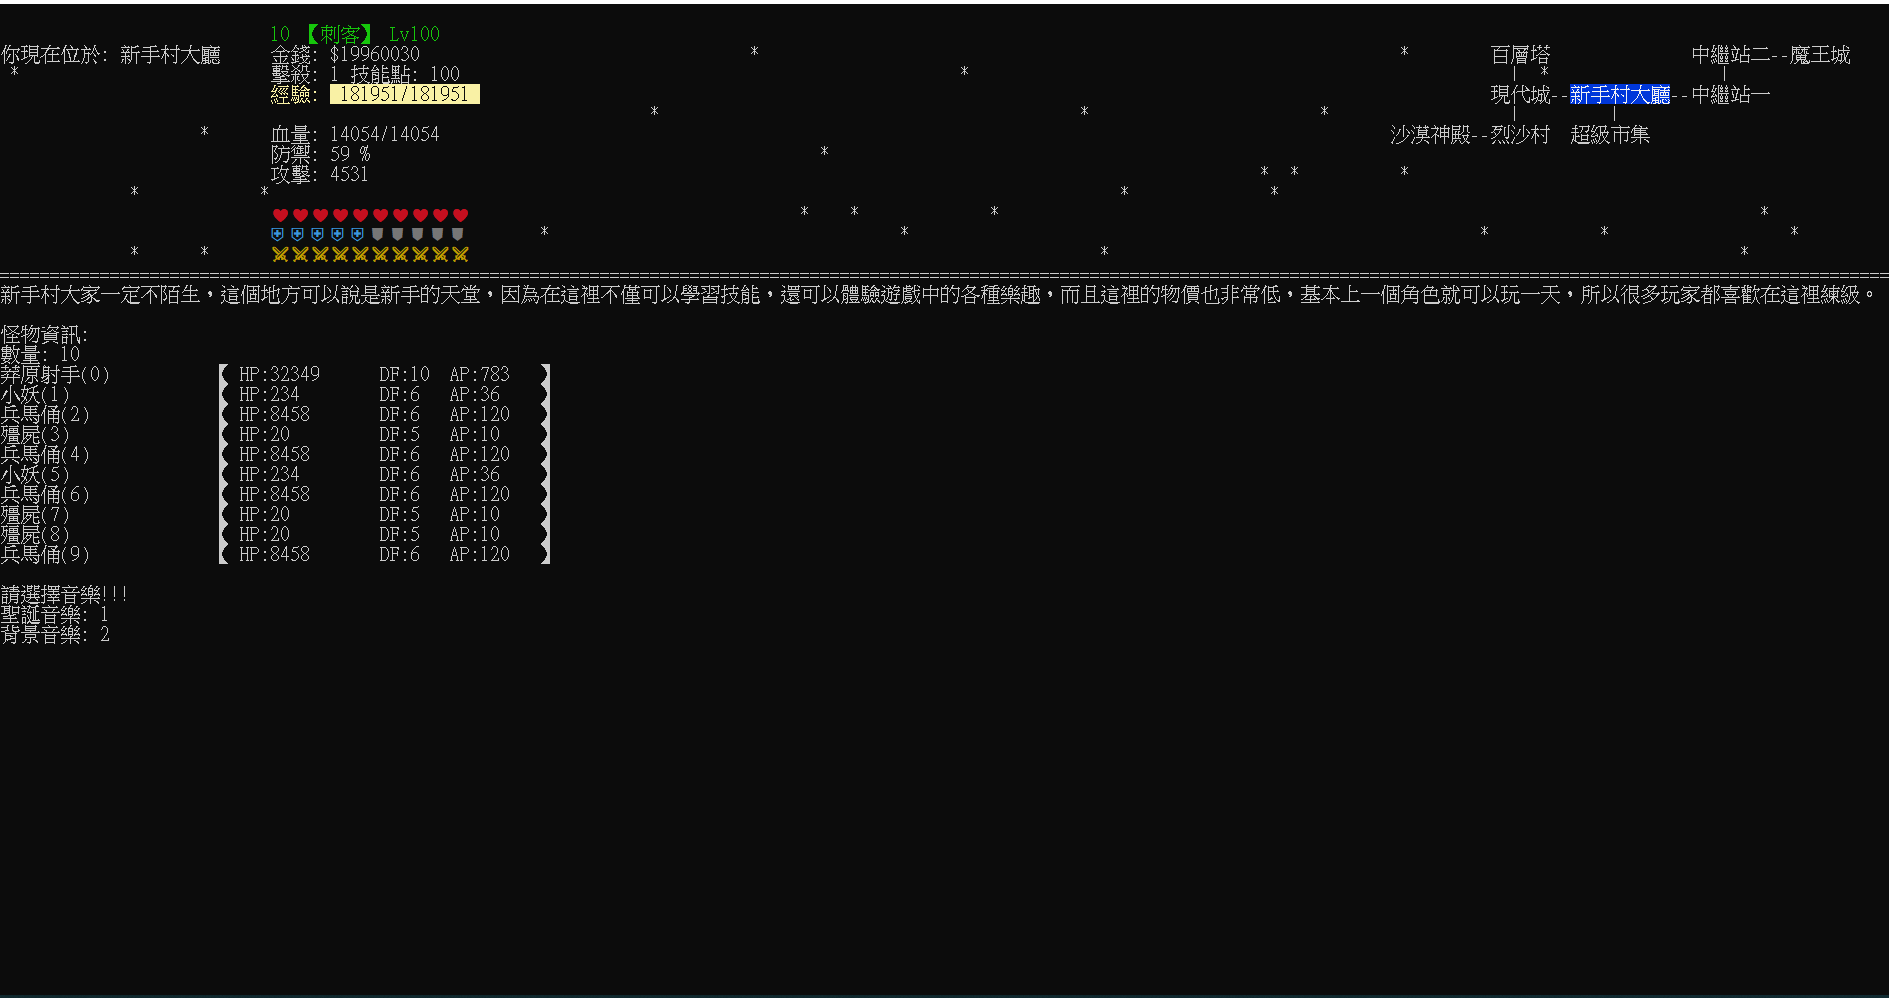 10 【刺客】 Lv100
你現在位於: 新手村大廳
金錢: $19960030
擊殺: 1 技能點: 100
經驗: 181951/181951
血量: 14054/14054
防禦: 59 %
攻擊: 4531
百層塔 中繼站二--魔王城
| |
現代城--新手村大廳--中繼站一
| |
沙漠神殿--烈沙村 超級市集
新手村大家一定不陌生，這個地方可以說是新手的天堂，因為在這裡不僅可以學習技能，還可以體驗遊戲中的各種樂趣，而且這裡的物價也非常低，基本上一個角色就可以玩一天，所以很多玩家都喜歡在這裡練級。
怪物資訊:
數量: 10
莽原射手(0) 【 HP:32349 DF:10 AP:783 】
小妖(1) 【 HP:234 DF:6 AP:36 】
兵馬俑(2) 【 HP:8458 DF:6 AP:120 】
殭屍(3) 【 HP:20 DF:5 AP:10 】
兵馬俑(4) 【 HP:8458 DF:6 AP:120 】
小妖(5) 【 HP:234 DF:6 AP:36 】
兵馬俑(6) 【 HP:8458 DF:6 AP:120 】
殭屍(7) 【 HP:20 DF:5 AP:10 】
殭屍(8) 【 HP:20 DF:5 AP:10 】
兵馬俑(9) 【 HP:8458 DF:6 AP:120 】
請選擇音樂!!!
聖誕音樂: 1
背景音樂: 2